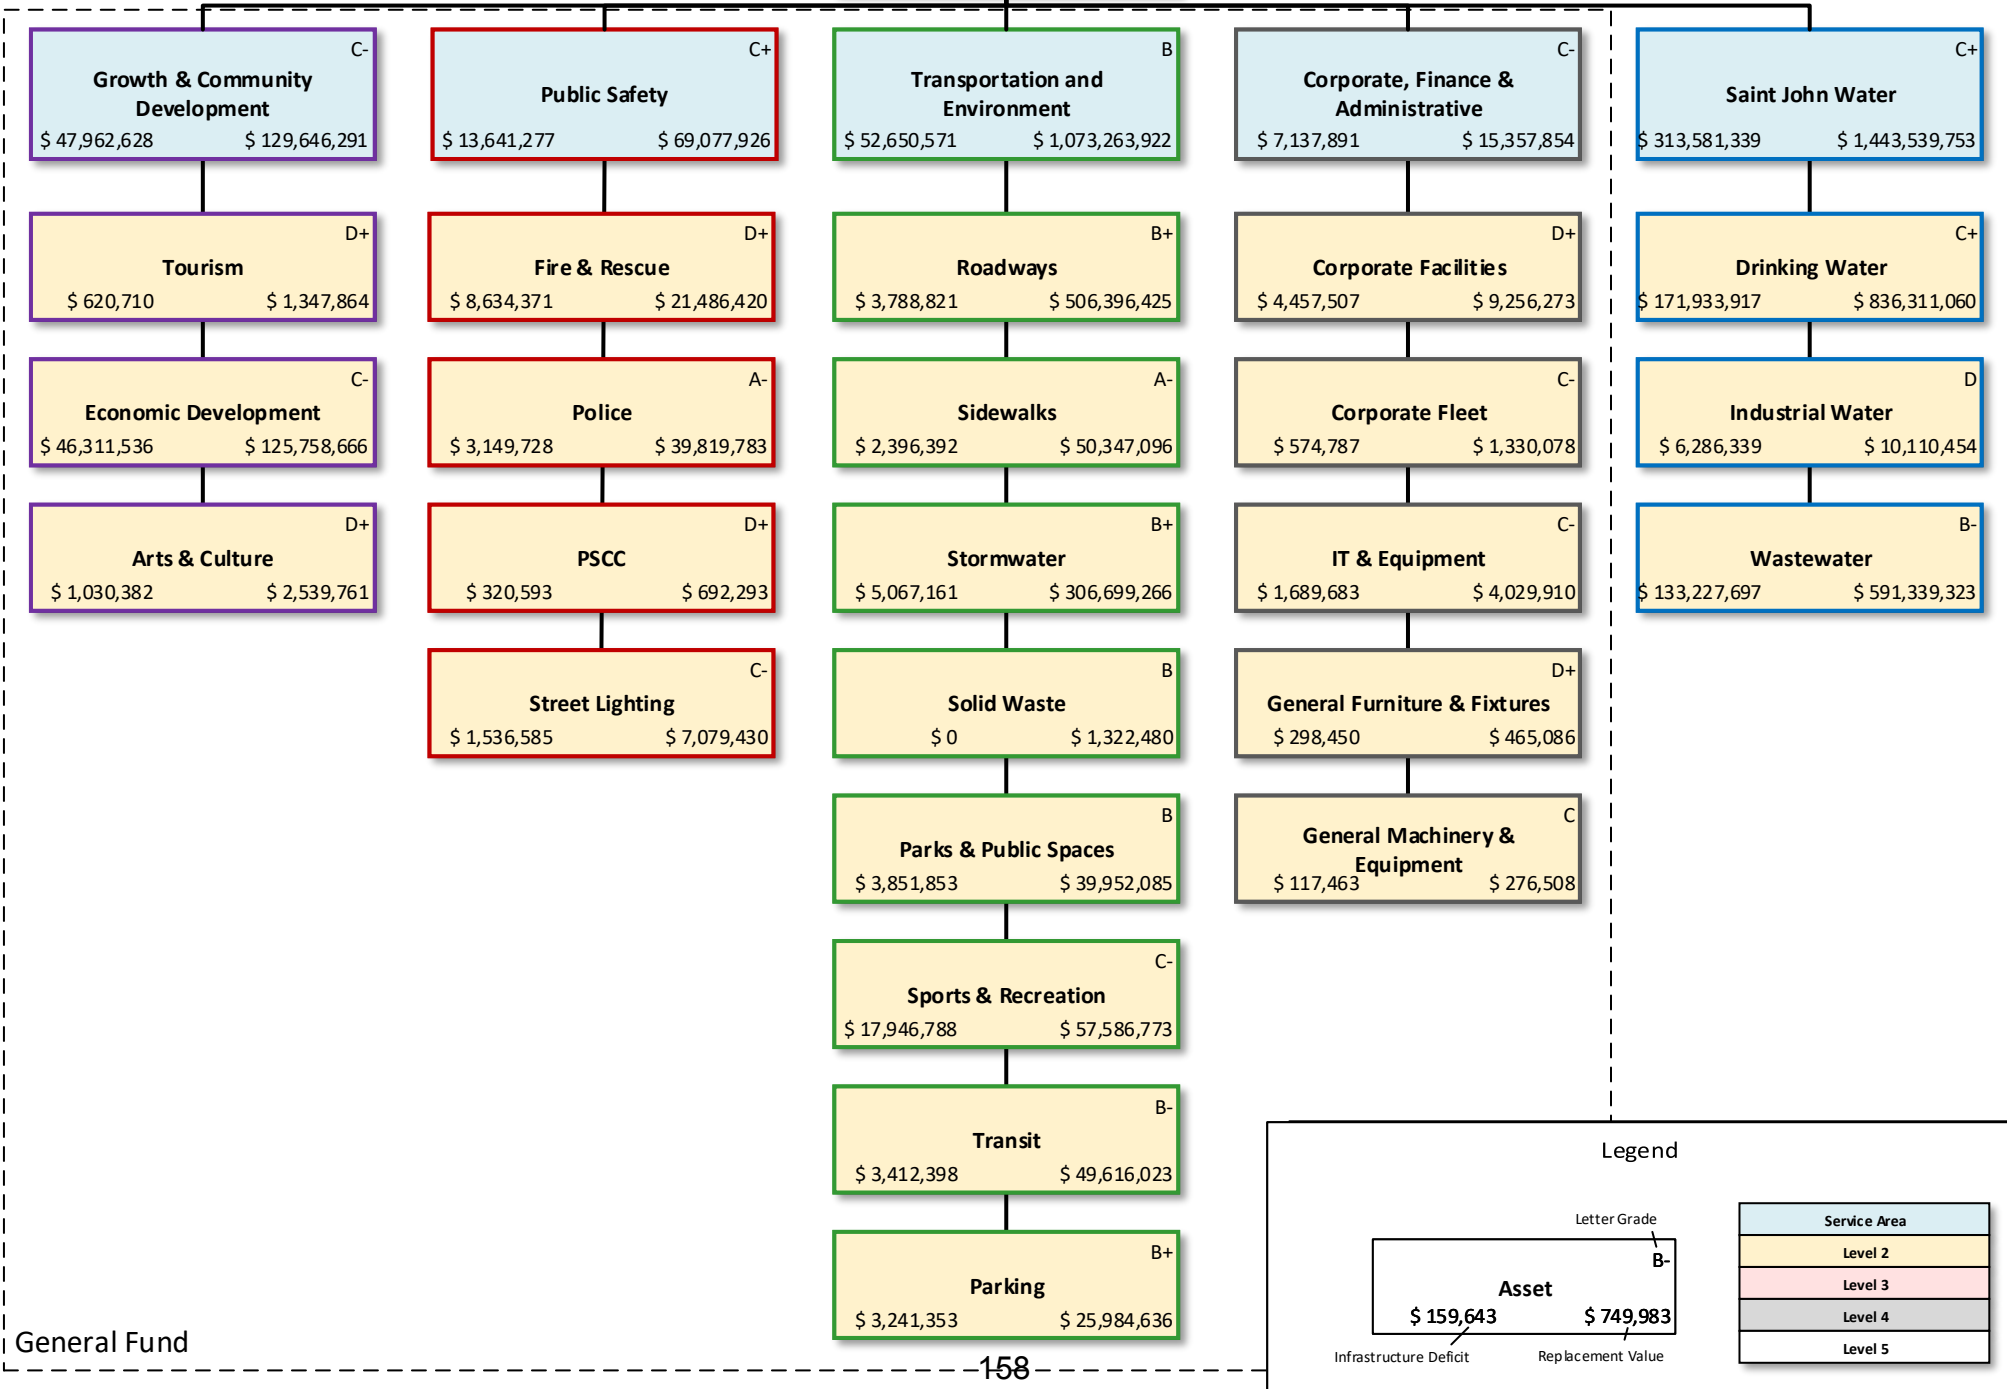 C-
Growth & Community
Development
$ 47,962,628 $ 129,646,291
D+
Tourism
$ 620,710 $ 1,347,864
C-
Economic Development
$ 46,311,536 $ 125,758,666
D+
Arts & Culture
$ 1,030,382 $ 2,539,761
C+
Public Safety
$ 13,641,277 $ 69,077,926
D+
Fire & Rescue
$ 8,634,371 $ 21,486,420
A-
Police
$ 3,149,728 $ 39,819,783
D+
PSCC
$ 320,593 $ 692,293
C-
Street Lighting
$ 1,536,585 $ 7,079,430
B
Transportation and
Environment
$ 52,650,571 $ 1,073,263,922
B+
Roadways
$ 3,788,821 $ 506,396,425
A-
Sidewalks
$ 2,396,392 $ 50,347,096
B+
Stormwater
$ 5,067,161 $ 306,699,266
B
Solid Waste
$ 0 $ 1,322,480
B
Parks & Public Spaces
$ 3,851,853 $ 39,952,085
C-
Sports & Recreation
$ 17,946,788 $ 57,586,773
B-
Transit
$ 3,412,398 $ 49,616,023
B+
Parking
$ 3,241,353 $ 25,984,636
C-
Corporate, Finance &
Administrative
$ 7,137,891 $ 15,357,854
D+
Corporate Facilities
$ 4,457,507 $ 9,256,273
C-
Corporate Fleet
$ 574,787 $ 1,330,078
C-
IT & Equipment
$ 1,689,683 $ 4,029,910
D+
General Furniture & Fixtures
$ 298,450 $ 465,086
C
General Machinery &
Equipment
$ 117,463 $ 276,508
C+
Saint John Water
$ 313,581,339 $ 1,443,539,753
C+
Drinking Water
$ 171,933,917 $ 836,311,060
D
Industrial Water
$ 6,286,339 $ 10,110,454
B-
Wastewater
$ 133,227,697 $ 591,339,323
General Fund
158
Legend
Letter Grade
B-
Asset
$ 159,643 $ 749,983
Infrastructure Deficit Replacement Value
Service Area
Level 2
Level 3
Level 4
Level 5